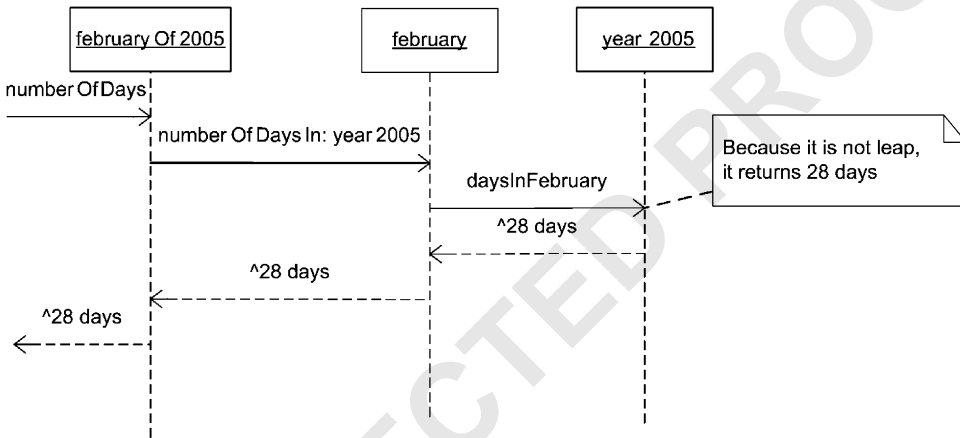 february Of 2005
february
year 2005
number Of Days
number Of Days In: year 2005
Because it is not leap,
it returns 28 days
daysInFebruary
^28 days
^28 days
^28 days